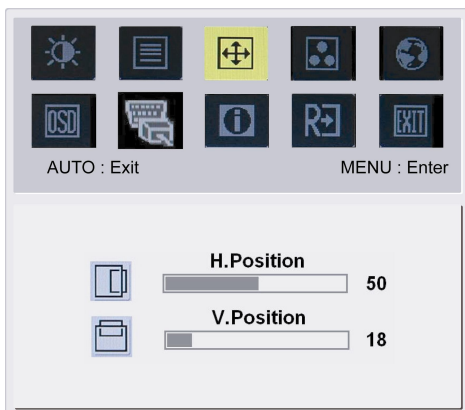 OSD
R
EXIT
AUTO : Exit MENU : Enter
H.Position
50
V.Position
18